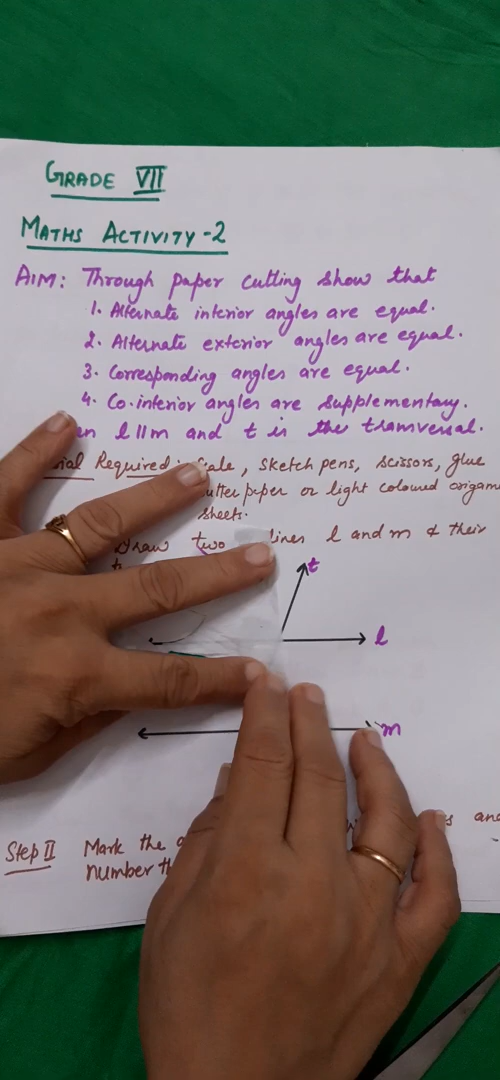 GRADE VII
MATHS ACTIVITY-2
AIM: Through paper cutting show that
1. Alternate interior angles are equal.
2. Alternate exterior angles are equal.
3. Corresponding angles are equal.
4. Co.interior angles are supplementary.
l || m and t is the transversal.
Required : Scale, sketch pens, scissors, glue
paper or light coloured origami
sheets.
Draw two lines l and m & their
t
l
m
and
Step II Mark the
number